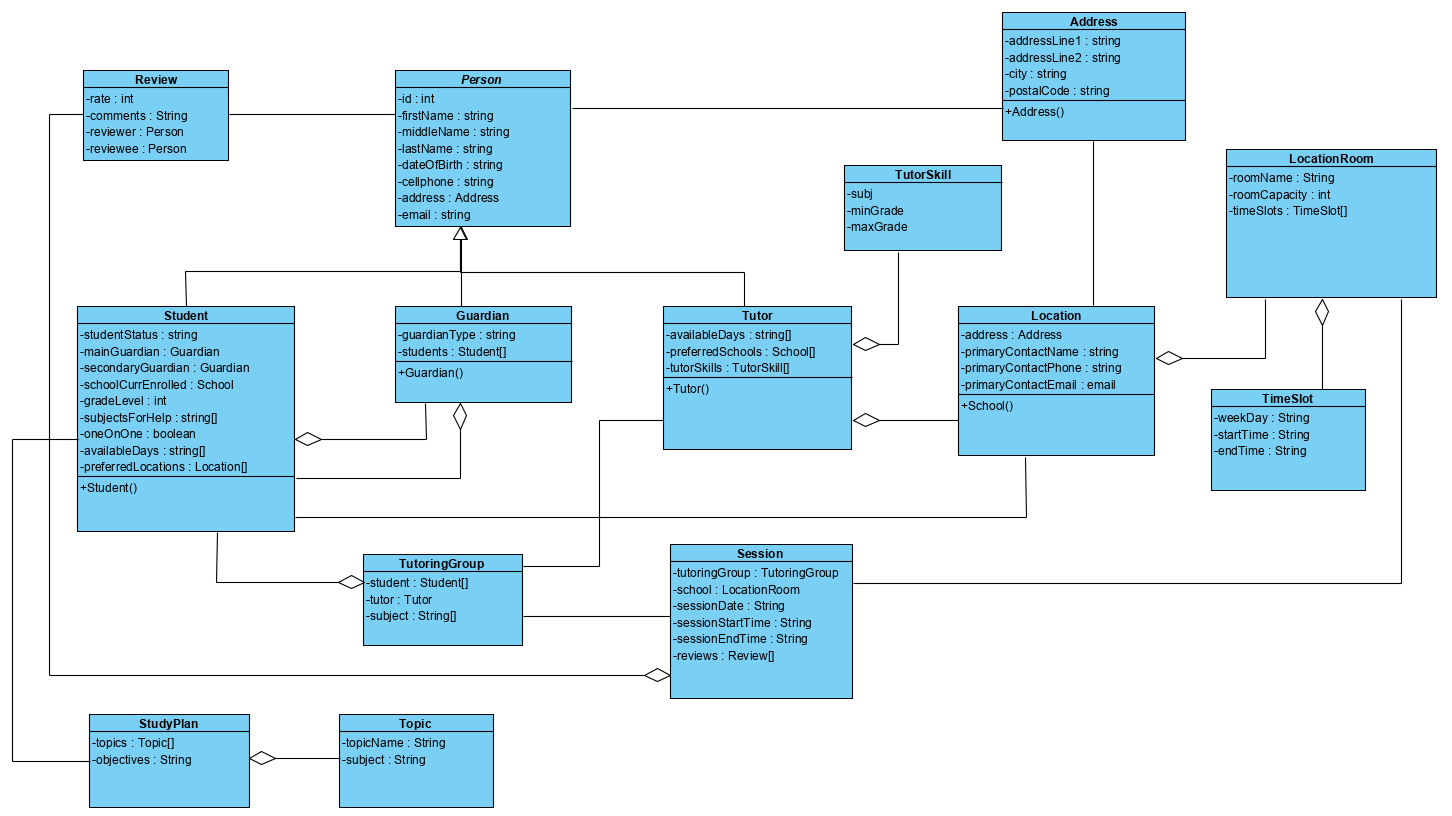 Address
-addressLine1 : string
-addressLine2 : string
-city : string
-postalCode : string
+Address()
Review
-rate : int
-comments : String
-reviewer : Person
-reviewee : Person
Person
-id : int
-firstName : string
-middleName : string
-lastName : string
-dateOfBirth : string
-cellphone : string
-address : Address
-email : string
LocationRoom
-roomName : String
-roomCapacity : int
-timeSlots : TimeSlot[]
TutorSkill
-subj
-minGrade
-maxGrade
Student
-studentStatus : string
-mainGuardian : Guardian
-secondaryGuardian : Guardian
-schoolCurrEnrolled : School
-gradeLevel : int
-subjectsForHelp : string[]
-oneOnOne : boolean
-availableDays : string[]
-preferredLocations : Location[]
+Student()
Guardian
-guardianType : string
-students : Student[]
+Guardian()
Tutor
-availableDays : string[]
-preferredSchools : School[]
-tutorSkills : TutorSkill[]
+Tutor()
Location
-address : Address
-primaryContactName : string
-primaryContactPhone : string
-primaryContactEmail : email
+School()
TimeSlot
-weekDay : String
-startTime : String
-endTime : String
TutoringGroup
-student : Student[]
-tutor : Tutor
-subject : String[]
Session
-tutoringGroup : TutoringGroup
-school : LocationRoom
-sessionDate : String
-sessionStartTime : String
-sessionEndTime : String
-reviews : Review[]
StudyPlan
-topics : Topic[]
-objectives : String
Topic
-topicName : String
-subject : String